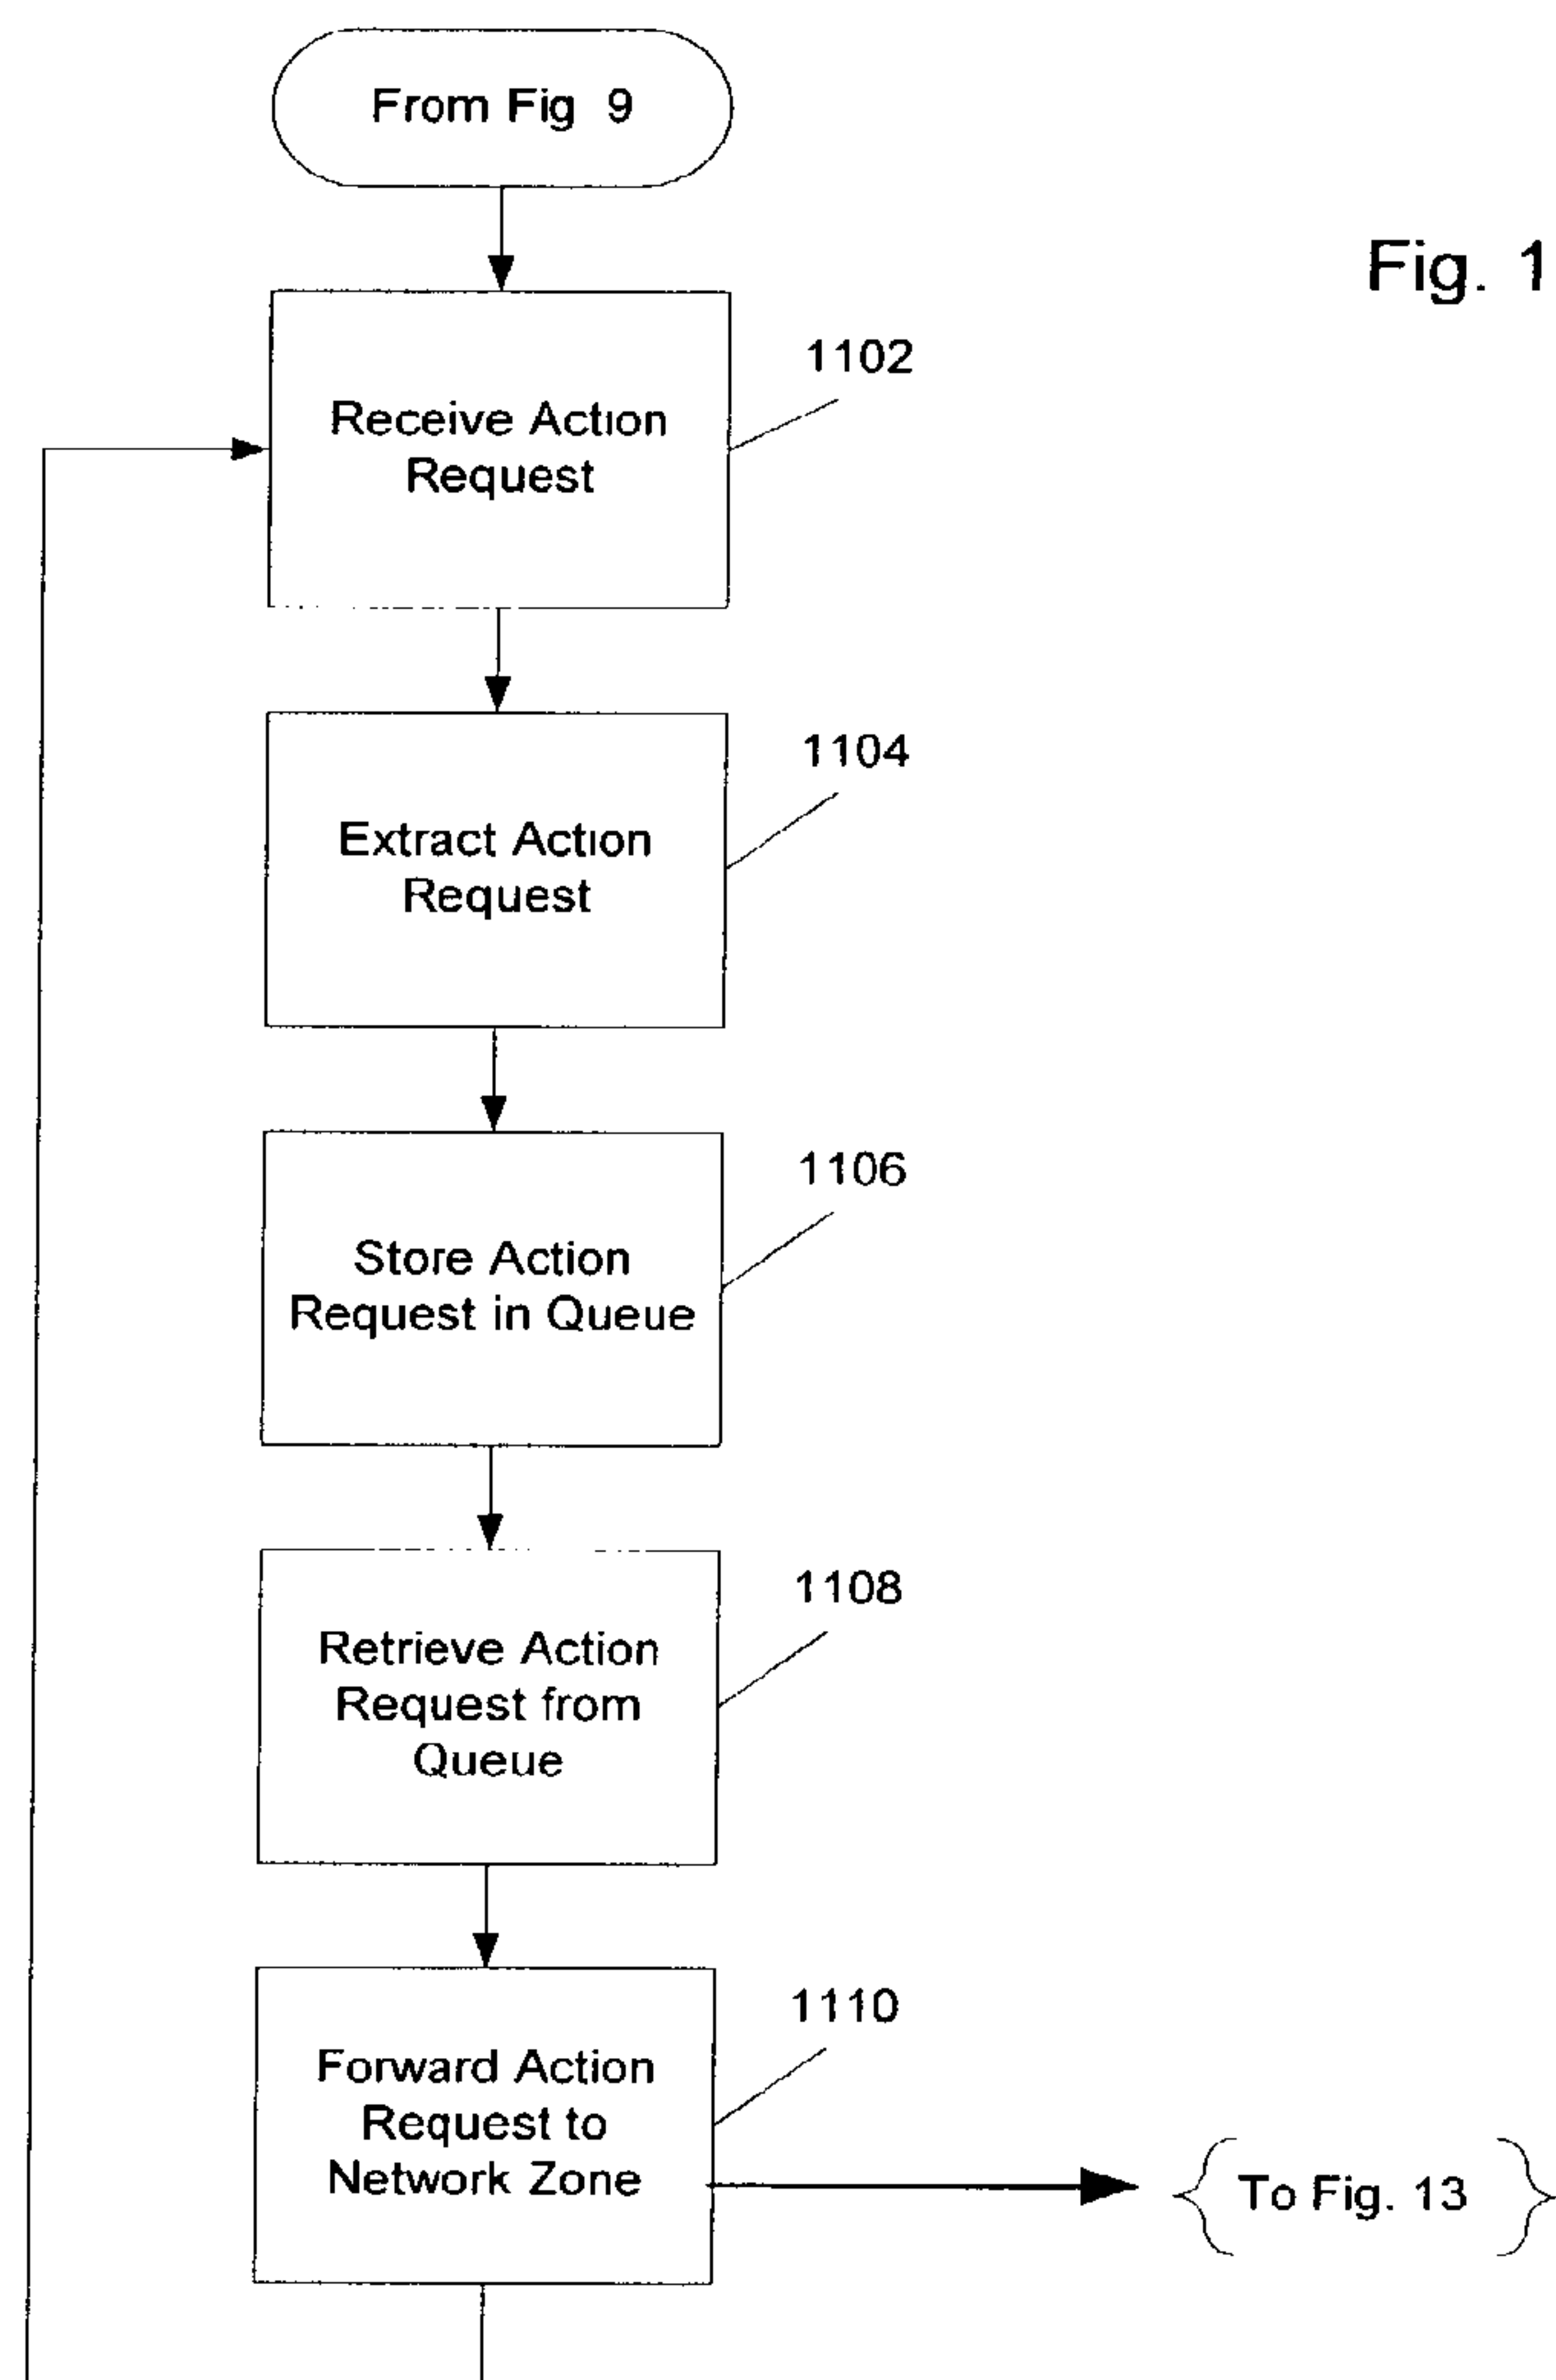 From Fig 9
Fig. 1
1102
Receive Action
Request
1104
Extract Action
Request
1106
Store Action
Request in Queue
1108
Retrieve Action
Request from
Queue
1110
Forward Action
Request to
Network Zone
To Fig. 13